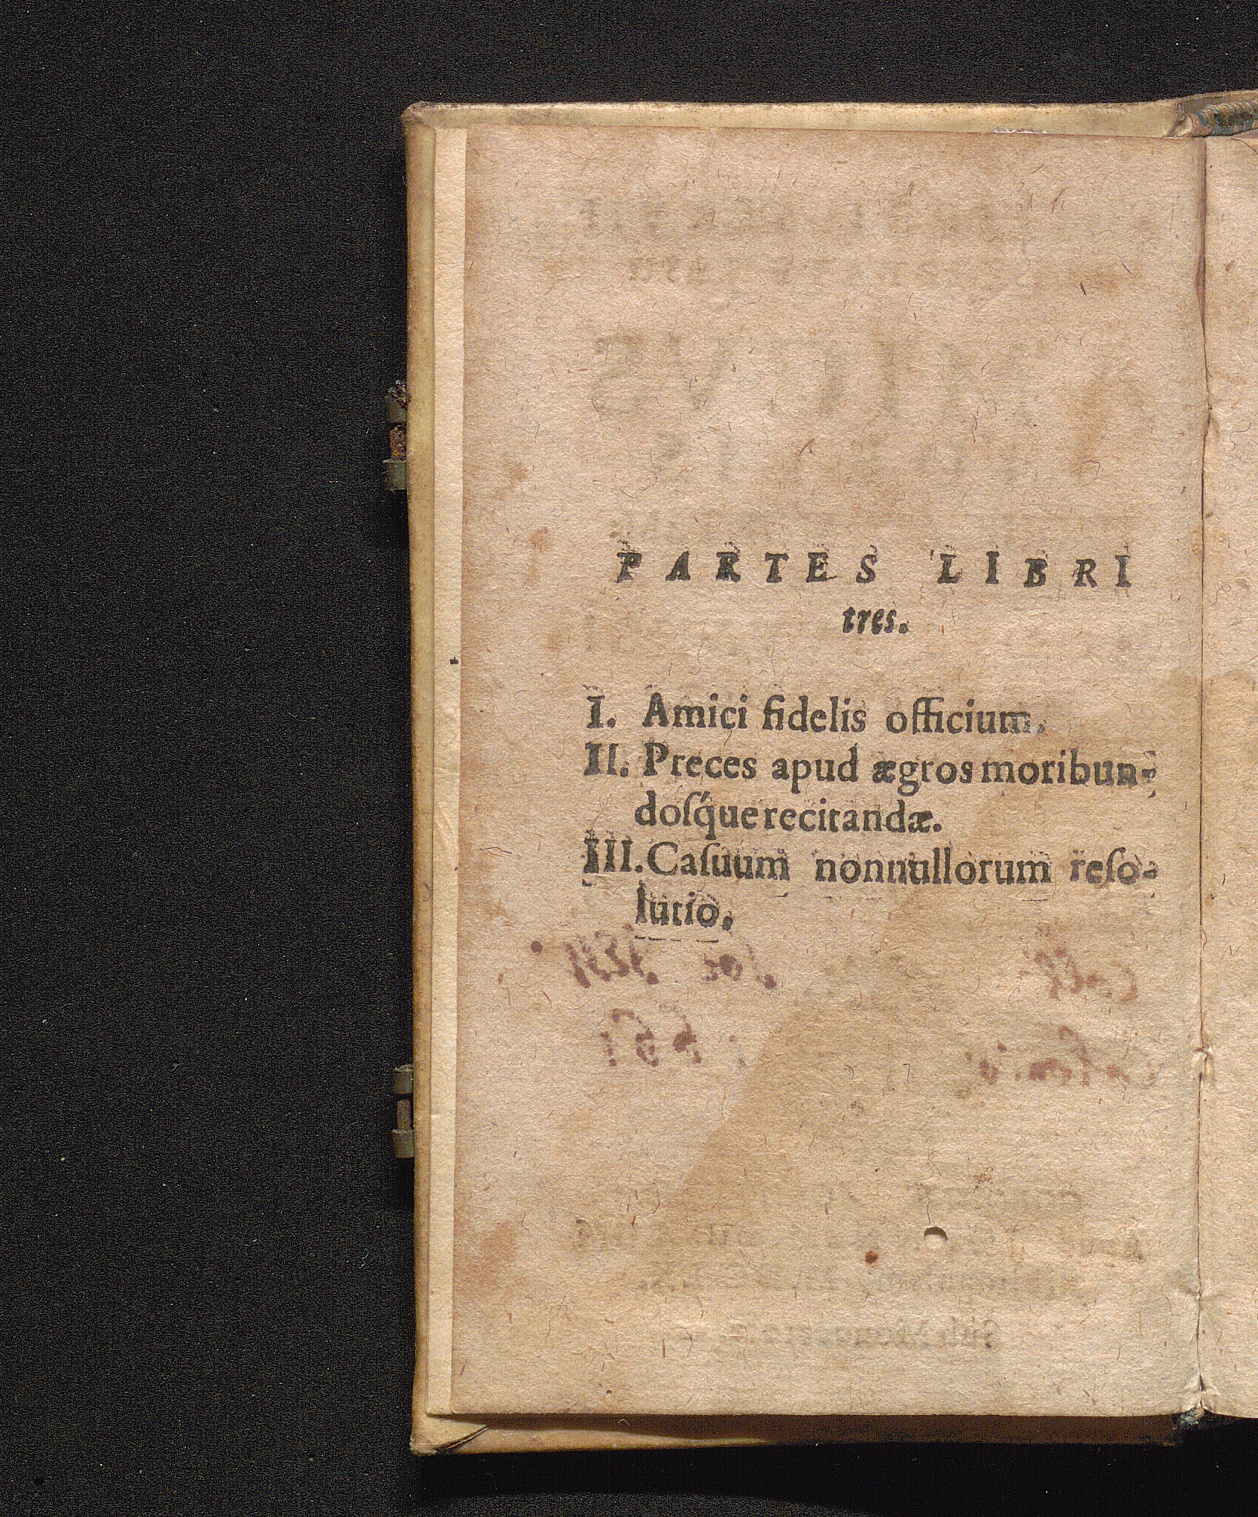 PARTES LIBRI
tres.
I. Amici fidelis officium.
II. Preces apud ægros moribun-
doſq́ue recitandæ.
III. Caſuum nonnullorum reſo-
lutio.